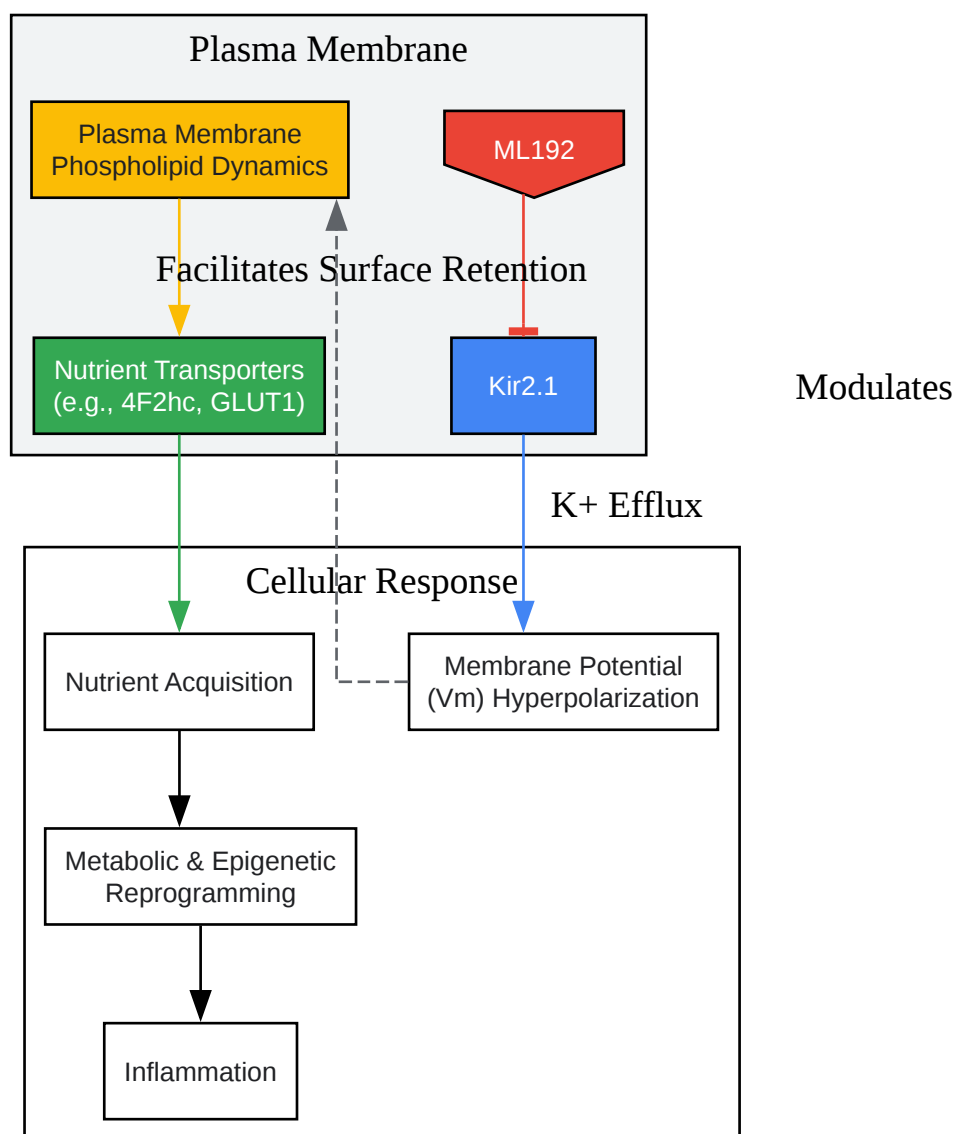 Plasma Membrane
Plasma Membrane
Phospholipid Dynamics
ML192
Facilitates Surface Retention
Nutrient Transporters
(e.g., 4F2hc, GLUT1)
Kir2.1
Modulates
K+ Efflux
Cellular Response
Nutrient Acquisition
Membrane Potential
(Vm) Hyperpolarization
Metabolic & Epigenetic
Reprogramming
Inflammation